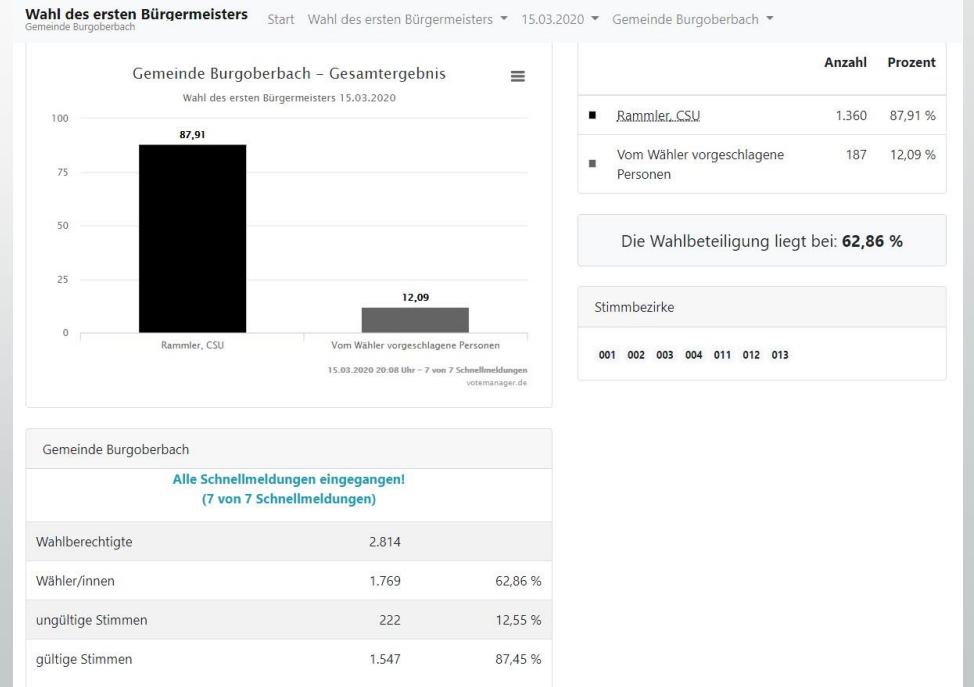 Wahl des ersten Bürgermeisters
Gemeinde Burgoberbach
Start Wahl des ersten Bürgermeisters 15.03.2020 Gemeinde Burgoberbach
Gemeinde Burgoberbach – Gesamtergebnis
Wahl des ersten Bürgermeisters 15.03.2020
100
75
50
25
0
87,91
12,09
Rammler, CSU Vom Wähler vorgeschlagene Personen
15.03.2020 20:08 Uhr – 7 von 7 Schnellmeldungen
votemanager.de
Anzahl Prozent
Rammler, CSU 1.360 87,91 %
Vom Wähler vorgeschlagene 187 12,09 %
Personen
Die Wahlbeteiligung liegt bei: 62,86 %
Stimmbezirke
001 002 003 004 011 012 013
Gemeinde Burgoberbach
Alle Schnellmeldungen eingegangen!
(7 von 7 Schnellmeldungen)
Wahlberechtigte 2.814
Wähler/innen 1.769 62,86 %
ungültige Stimmen 222 12,55 %
gültige Stimmen 1.547 87,45 %